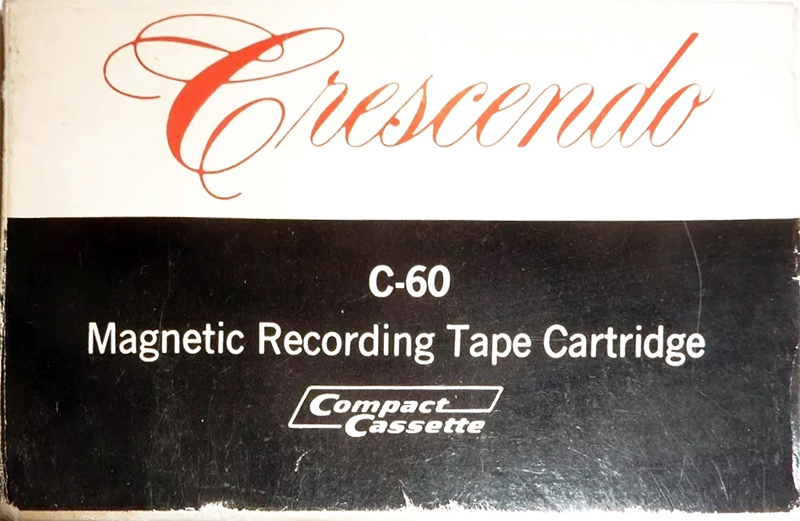 Crescendo
C-60
Magnetic Recording Tape Cartridge
Compact
Cassette